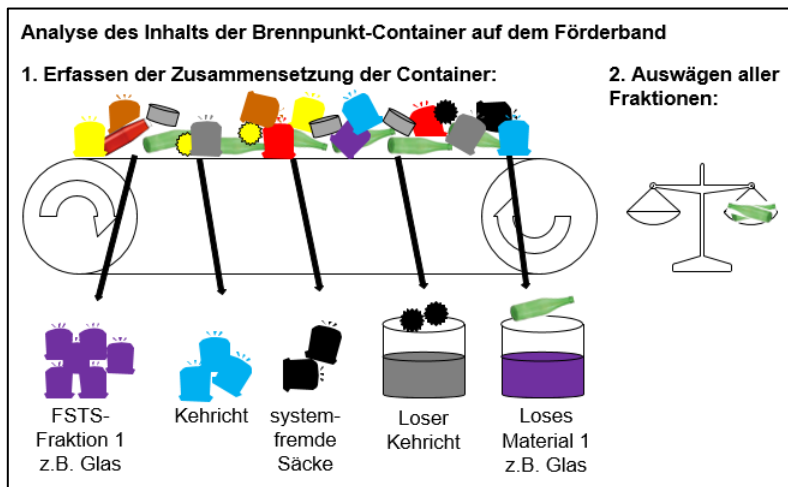 Analyse des Inhalts der Brennpunkt-Container auf dem Förderband
1. Erfassen der Zusammensetzung der Container:
2. Auswägen aller
Fraktionen:
FSTS-
Fraktion 1
z.B. Glas
Kehricht
system-
fremde
Säcke
Loser
Kehricht
Loses
Material 1
z.B. Glas